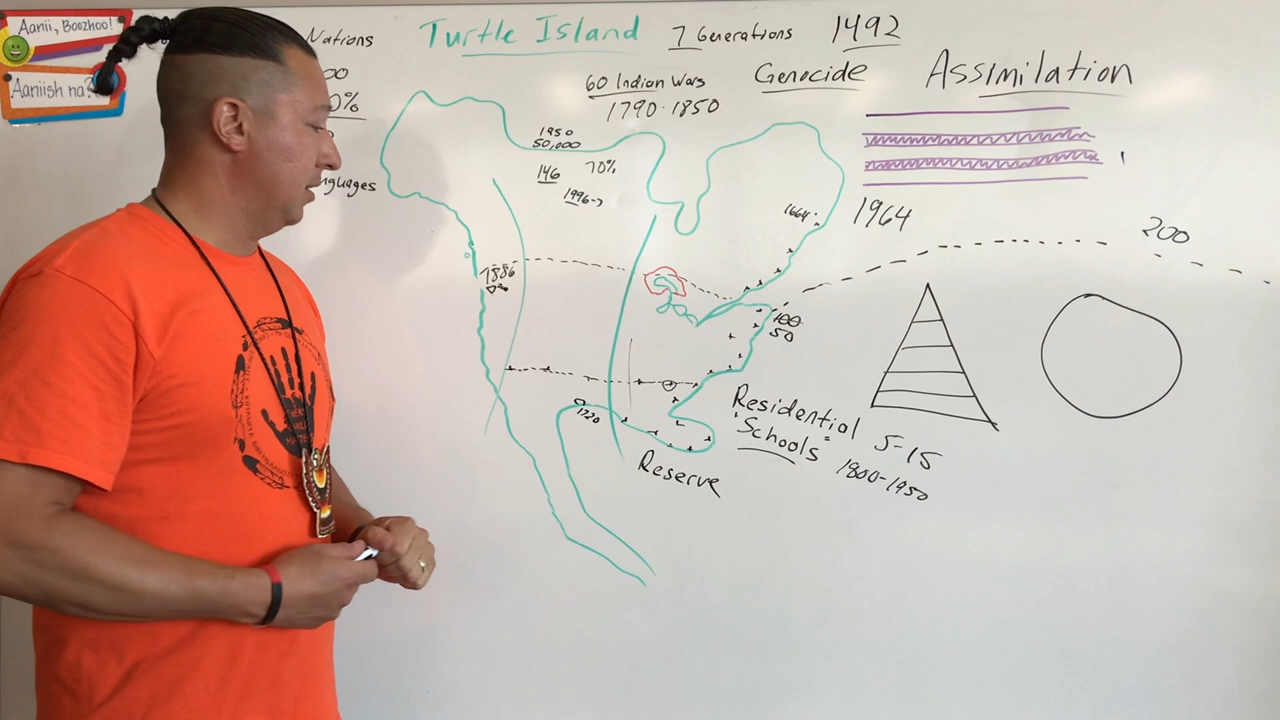 Aanii, Boozhoo!
Aaniish na?
Nations
00
0%
nguages
Turtle Island
7 Generations
1492
60 Indian Wars
1790-1850
Genocide
Assimilation
1950
50,000
146
70%
1996->
1664
1964
200
1886
100
50
1720
Residential
"Schools"
5-15
1800-1950
Reserve